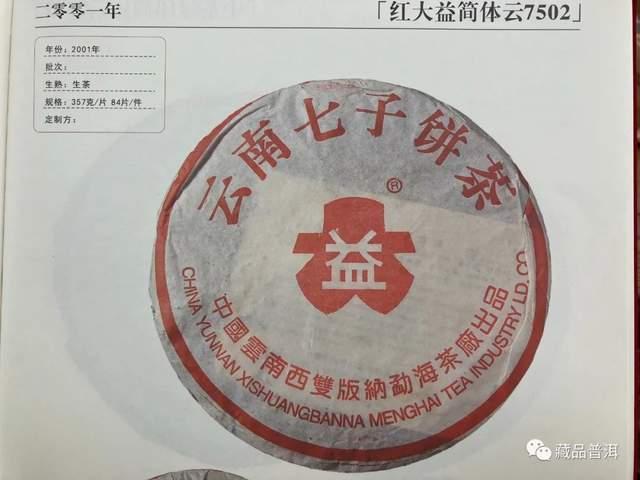 二零零一年
「红大益简体云7502」
年份：2001年
批次：
生熟：生茶
规格：357克/片 84片/件
定制方：
云南七子饼茶
®
益
中國雲南西雙版納勐海茶廠出品
CHINA YUNNAN XISHUANGBANNA MENGHAI TEA INDUSTRY LD.CO
藏品普洱